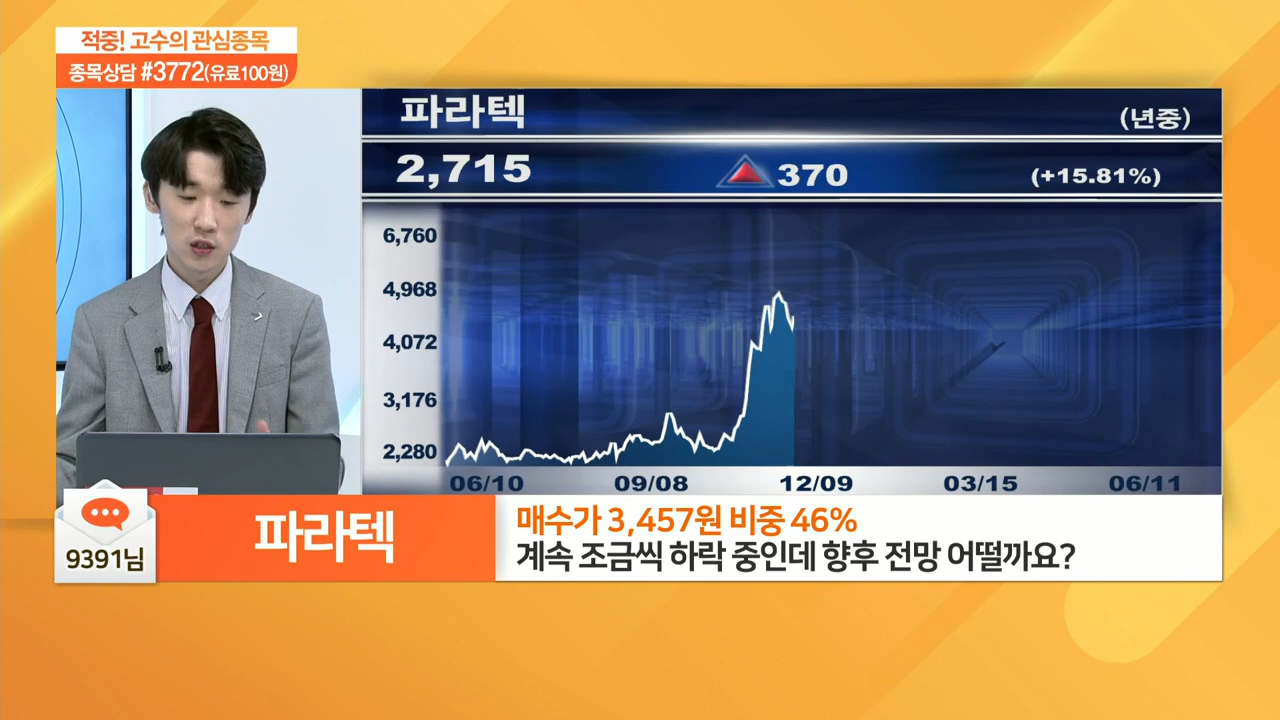 적중! 고수의 관심종목
종목상담 #3772(유료100원)
파라텍
(년중)
2,715
370
(+15.81%)
6,760
4,968
4,072
3,176
2,280
06/10
09/08
12/09
03/15
06/11
9391님
파라텍
매수가 3,457원 비중 46%
계속 조금씩 하락 중인데 향후 전망 어떨까요?